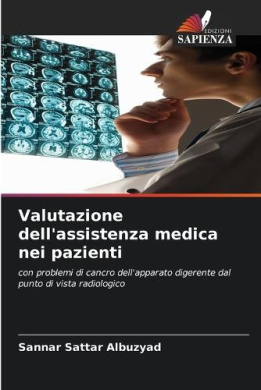 EDIZIONI
SAPIENZA
Valutazione
dell'assistenza medica
nei pazienti
con problemi di cancro dell'apparato digerente dal
punto di vista radiologico
Sannar Sattar Albuzyad